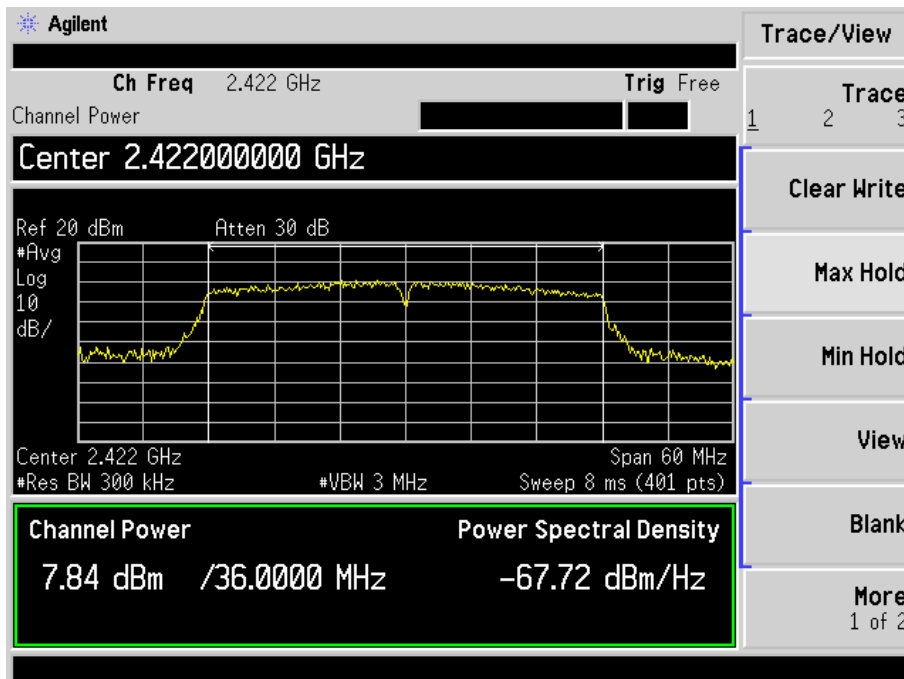 Agilent
Ch Freq 2.422 GHz Trig Free
Channel Power
Center 2.422000000 GHz
Ref 20 dBm Atten 30 dB
#Avg
Log
10
dB/
Center 2.422 GHz Span 60 MHz
#Res BW 300 kHz #VBW 3 MHz Sweep 8 ms (401 pts)
Channel Power Power Spectral Density
7.84 dBm /36.0000 MHz -67.72 dBm/Hz
Trace/View
Trace
1 2 3
Clear Write
Max Hold
Min Hold
View
Blank
More
1 of 2